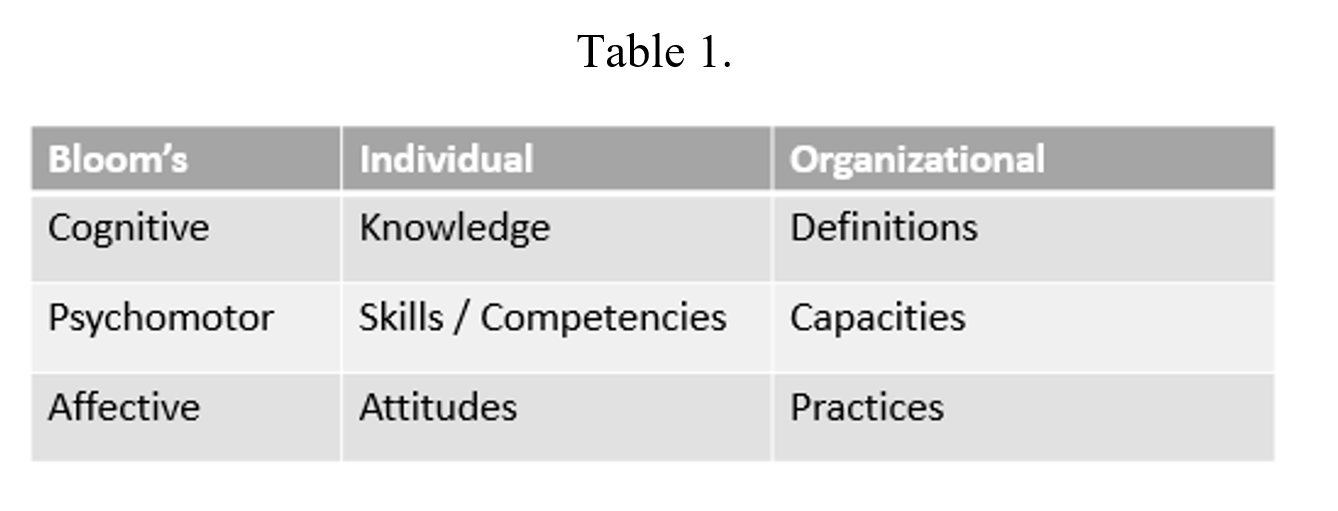 Table 1.
Bloom’s Individual Organizational
Cognitive Knowledge Definitions
Psychomotor Skills / Competencies Capacities
Affective Attitudes Practices